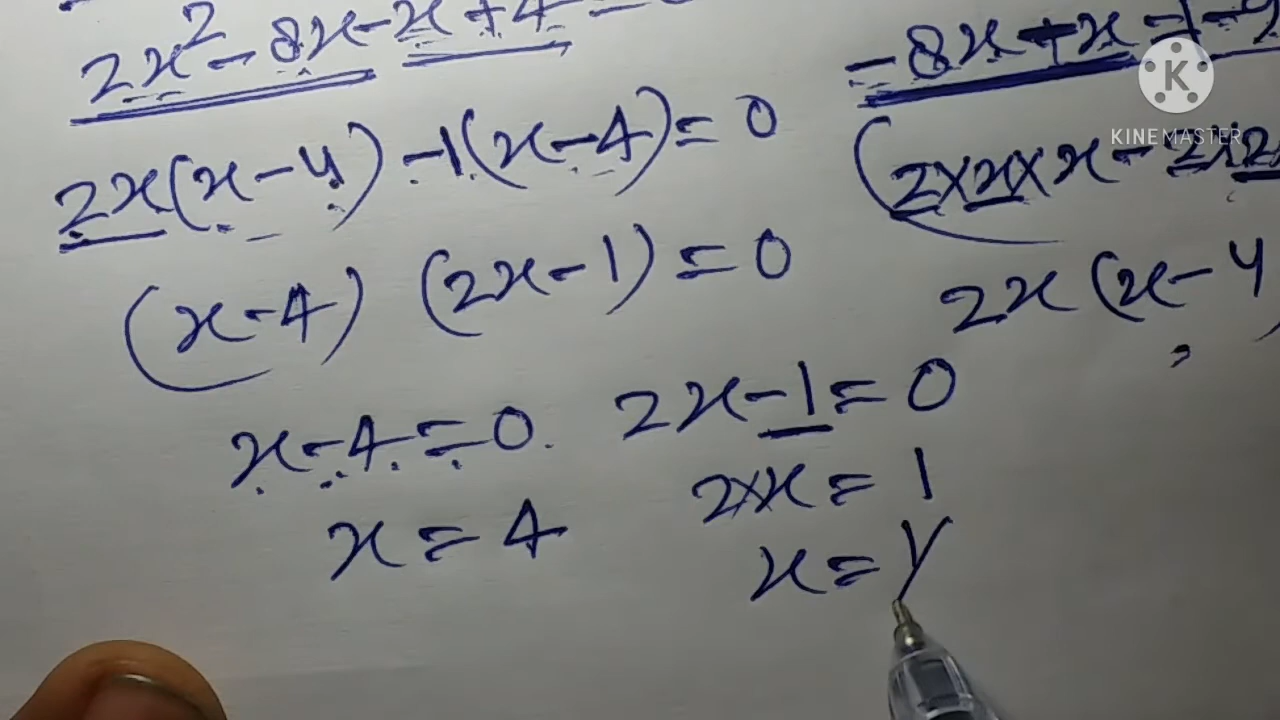 2x² - 8x - x + 4 =
2x(x - 4) - 1(x - 4) = 0
(x - 4) (2x - 1) = 0
x - 4 = 0.
x = 4
2x - 1 = 0
2×x = 1
x = 1/
- 8x - x
(2×x×x - 2×2
2x (x - 4)
KINEMASTER